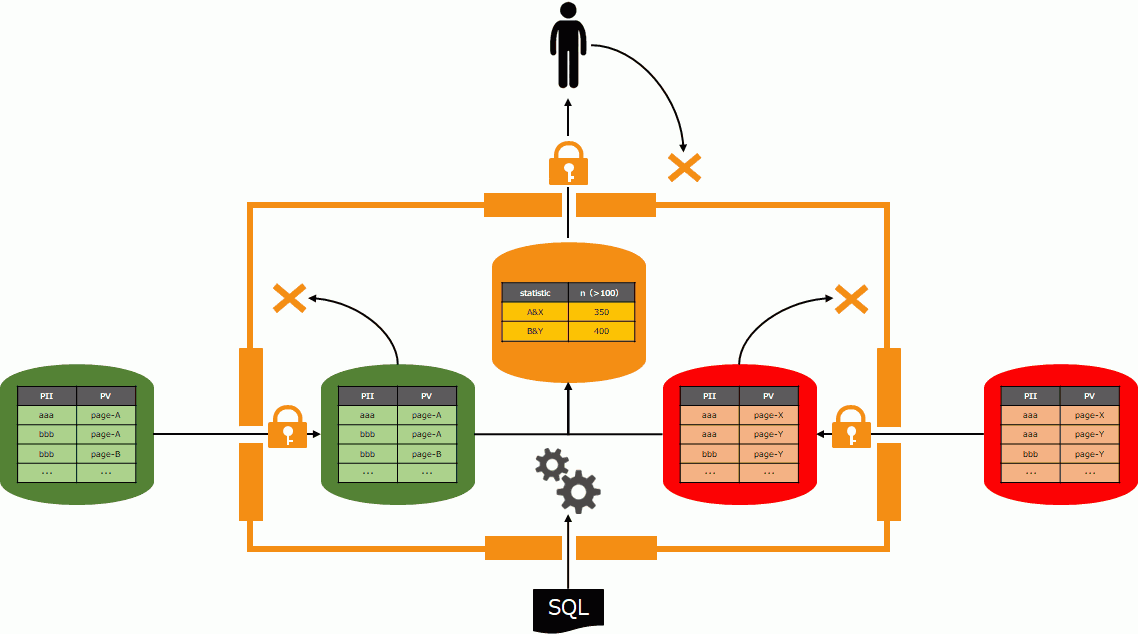 statistic n (>100)
A&X 350
B&Y 400
PII PV
aaa page-A
bbb page-A
bbb page-B
... ...
PII PV
aaa page-A
bbb page-A
bbb page-B
... ...
PII PV
aaa page-X
aaa page-Y
bbb page-Y
... ...
PII PV
aaa page-X
aaa page-Y
bbb page-Y
... ...
SQL